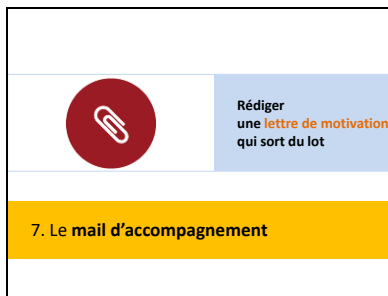 Rédiger
une lettre de motivation
qui sort du lot
7. Le mail d'accompagnement